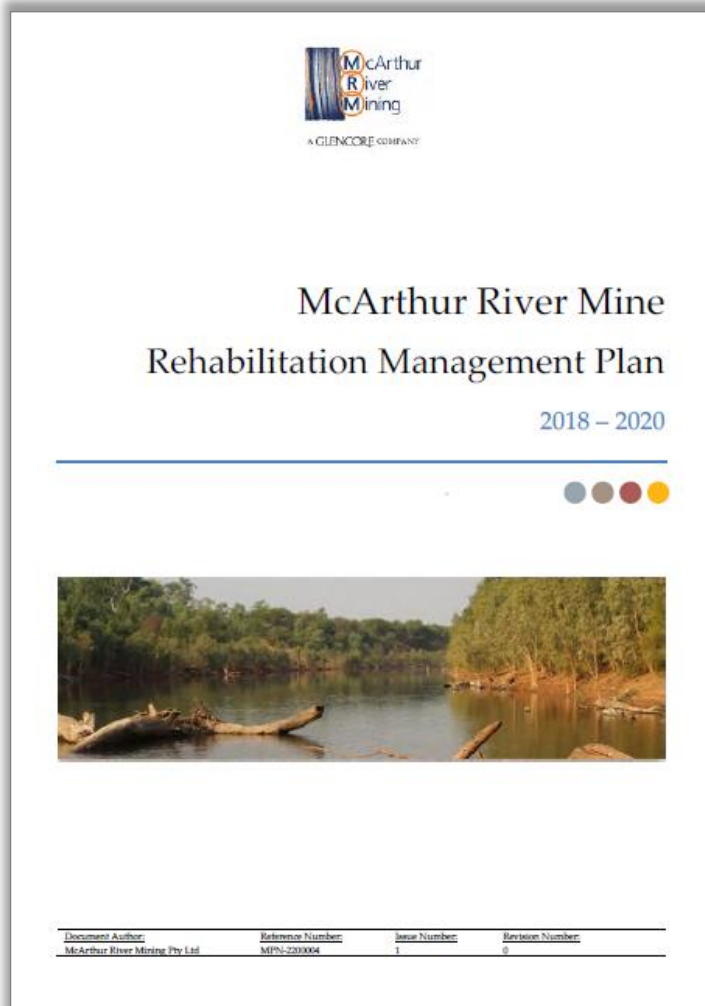 McArthur
River
Mining
A GLENCORE COMPANY
McArthur River Mine
Rehabilitation Management Plan
2018 – 2020
Document Author: Reference Number: Issue Number: Revision Number:
McArthur River Mining Pty Ltd MPN-2200004 1 0